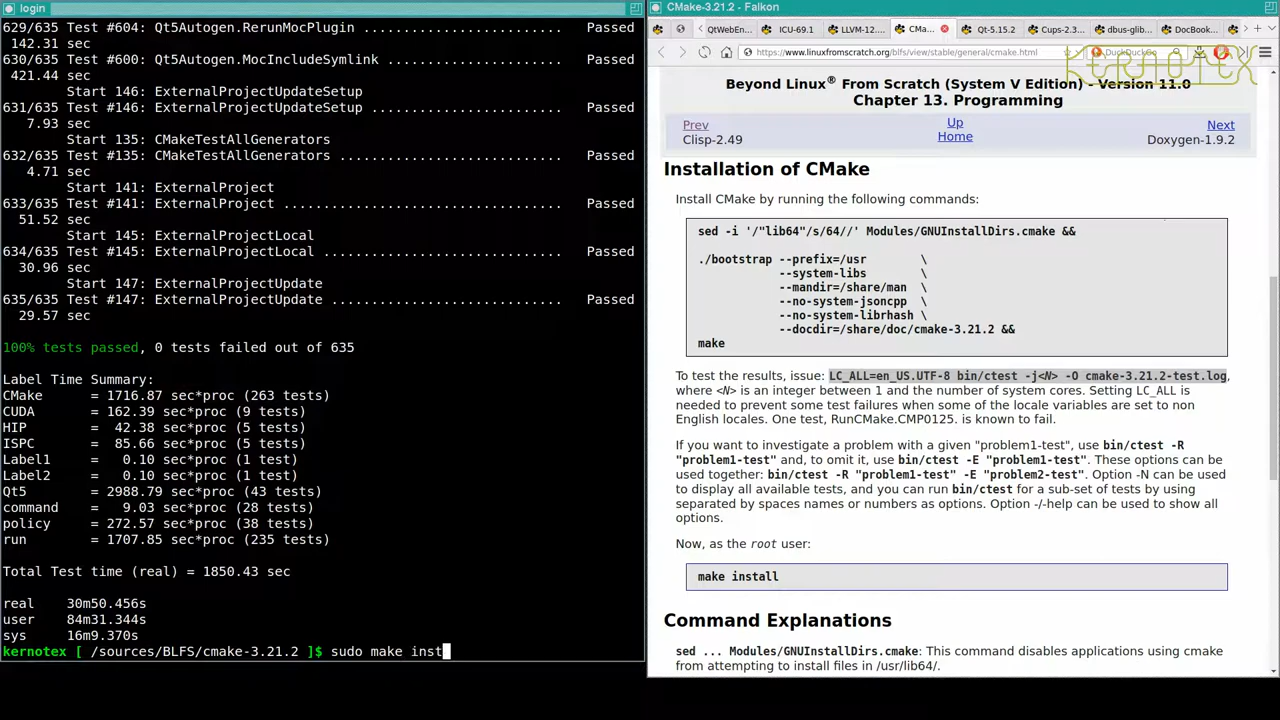 login
629/635 Test #604: Qt5Autogen.RerunMocPlugin ......................... Passed
142.31 sec
630/635 Test #600: Qt5Autogen.MocIncludeSymlink ...................... Passed
421.44 sec
Start 146: ExternalProjectUpdateSetup
631/635 Test #146: ExternalProjectUpdateSetup ........................ Passed
7.93 sec
Start 135: CMakeTestAllGenerators
632/635 Test #135: CMakeTestAllGenerators ............................ Passed
4.71 sec
Start 141: ExternalProject
633/635 Test #141: ExternalProject ................................... Passed
51.52 sec
Start 145: ExternalProjectLocal
634/635 Test #145: ExternalProjectLocal .............................. Passed
30.96 sec
Start 147: ExternalProjectUpdate
635/635 Test #147: ExternalProjectUpdate ............................. Passed
29.57 sec
100% tests passed, 0 tests failed out of 635
Label Time Summary:
CMake = 1716.87 sec*proc (263 tests)
CUDA = 162.39 sec*proc (9 tests)
HIP = 42.38 sec*proc (5 tests)
ISPC = 85.66 sec*proc (5 tests)
Label1 = 0.10 sec*proc (1 test)
Label2 = 0.10 sec*proc (1 test)
Qt5 = 2988.79 sec*proc (43 tests)
command = 9.03 sec*proc (28 tests)
policy = 272.57 sec*proc (38 tests)
run = 1707.85 sec*proc (235 tests)
Total Test time (real) = 1850.43 sec
real 30m50.456s
user 84m31.344s
sys 16m9.370s
kernotex [ /sources/BLFS/cmake-3.21.2 ]$ sudo make inst
CMake-3.21.2 - Falkon
QtWebEn... ICU-69.1 LLVM-12.... CMa... Qt-5.15.2 Cups-2.3... dbus-glib... DocBook...
https://www.linuxfromscratch.org/blfs/view/stable/general/cmake.html DuckDuckGo
KERNOTEX
Beyond Linux® From Scratch (System V Edition) - Version 11.0
Chapter 13. Programming
Prev Up Next
Clisp-2.49 Home Doxygen-1.9.2
Installation of CMake
Install CMake by running the following commands:
sed -i '/"lib64"/s/64//' Modules/GNUInstallDirs.cmake &&
./bootstrap --prefix=/usr \
--system-libs \
--mandir=/share/man \
--no-system-jsoncpp \
--no-system-librhash \
--docdir=/share/doc/cmake-3.21.2 &&
make
To test the results, issue: LC_ALL=en_US.UTF-8 bin/ctest -j<N> -O cmake-3.21.2-test.log,
where <N> is an integer between 1 and the number of system cores. Setting LC_ALL is
needed to prevent some test failures when some of the locale variables are set to non
English locales. One test, RunCMake.CMP0125. is known to fail.
If you want to investigate a problem with a given "problem1-test", use bin/ctest -R
"problem1-test" and, to omit it, use bin/ctest -E "problem1-test". These options can be
used together: bin/ctest -R "problem1-test" -E "problem2-test". Option -N can be used
to display all available tests, and you can run bin/ctest for a sub-set of tests by using
separated by spaces names or numbers as options. Option -/-help can be used to show all
options.
Now, as the root user:
make install
Command Explanations
sed ... Modules/GNUInstallDirs.cmake: This command disables applications using cmake
from attempting to install files in /usr/lib64/.